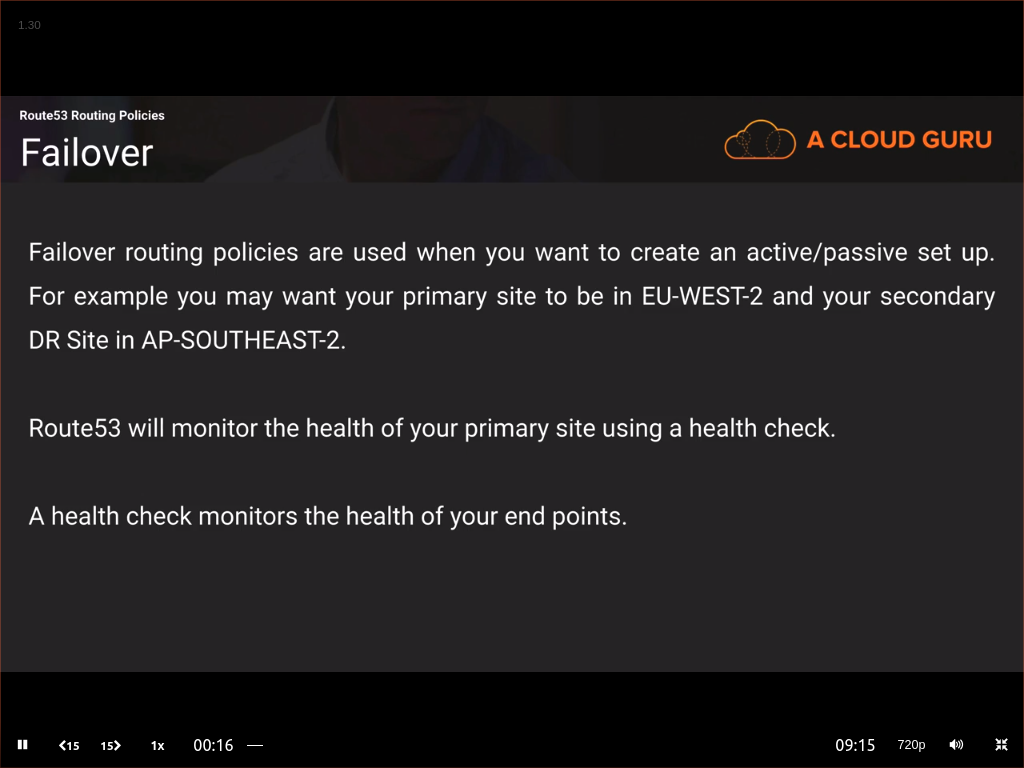 1.30
Route53 Routing Policies
Failover
A CLOUD GURU
Failover routing policies are used when you want to create an active/passive set up.
For example you may want your primary site to be in EU-WEST-2 and your secondary
DR Site in AP-SOUTHEAST-2.
Route53 will monitor the health of your primary site using a health check.
A health check monitors the health of your end points.
15 15 1x 00:16 09:15 720p